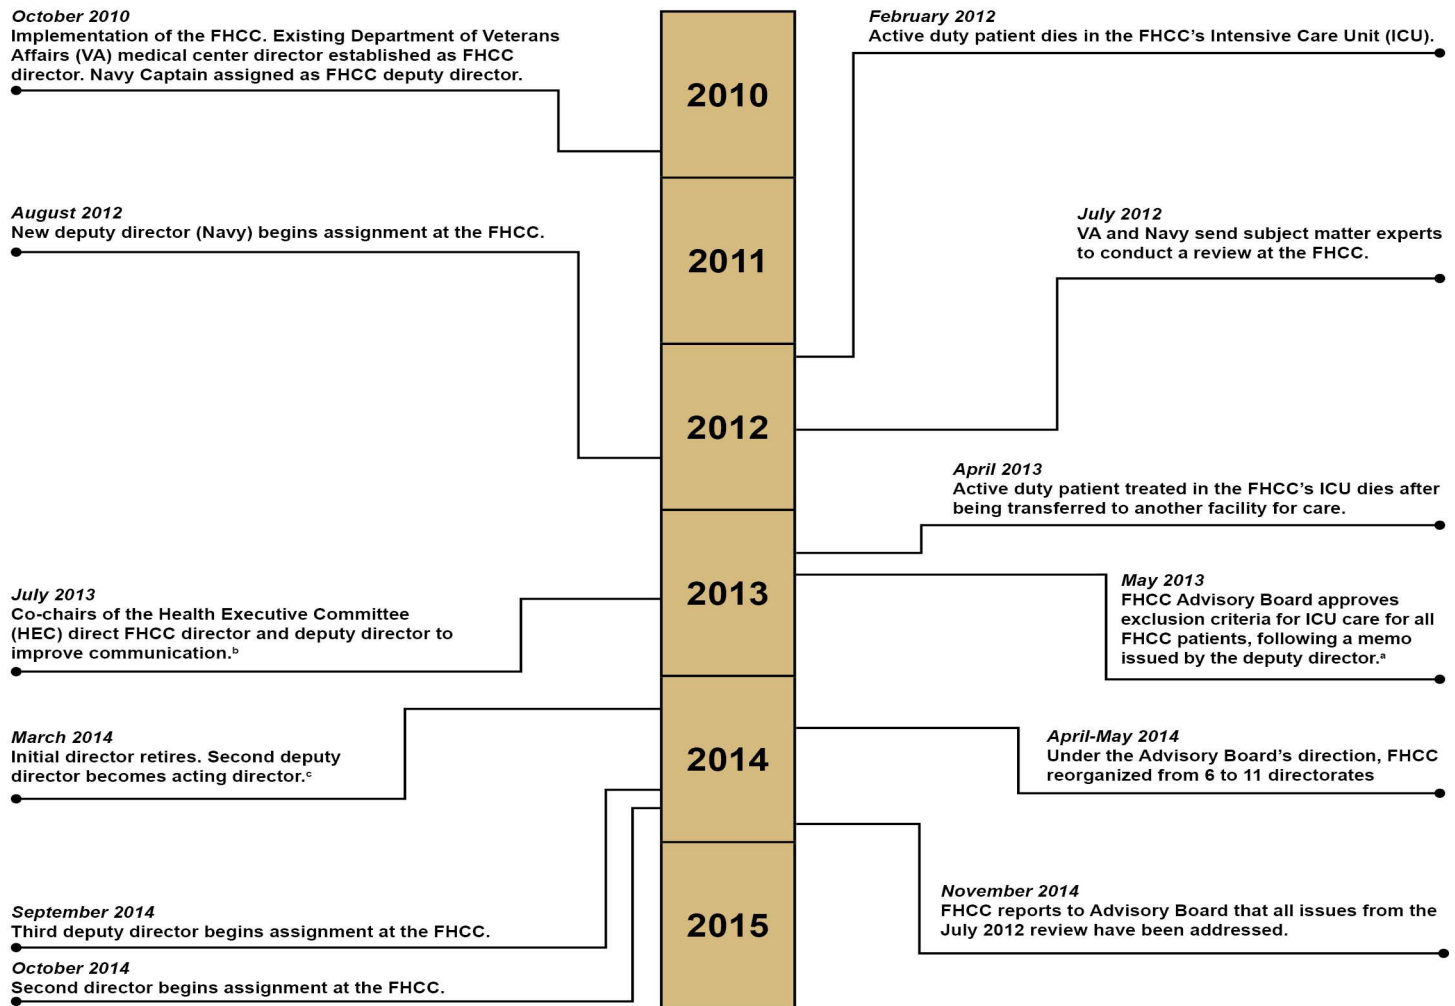 October 2010
Implementation of the FHCC. Existing Department of Veterans
Affairs (VA) medical center director established as FHCC
director. Navy Captain assigned as FHCC deputy director.
August 2012
New deputy director (Navy) begins assignment at the FHCC.
July 2013
Co-chairs of the Health Executive Committee
(HEC) direct FHCC director and deputy director to
improve communication.ᵇ
March 2014
Initial director retires. Second deputy
director becomes acting director.ᶜ
September 2014
Third deputy director begins assignment at the FHCC.
October 2014
Second director begins assignment at the FHCC.
2010
2011
2012
2013
2014
2015
February 2012
Active duty patient dies in the FHCC’s Intensive Care Unit (ICU).
July 2012
VA and Navy send subject matter experts
to conduct a review at the FHCC.
April 2013
Active duty patient treated in the FHCC’s ICU dies after
being transferred to another facility for care.
May 2013
FHCC Advisory Board approves
exclusion criteria for ICU care for all
FHCC patients, following a memo
issued by the deputy director.ᵃ
April-May 2014
Under the Advisory Board’s direction, FHCC
reorganized from 6 to 11 directorates
November 2014
FHCC reports to Advisory Board that all issues from the
July 2012 review have been addressed.